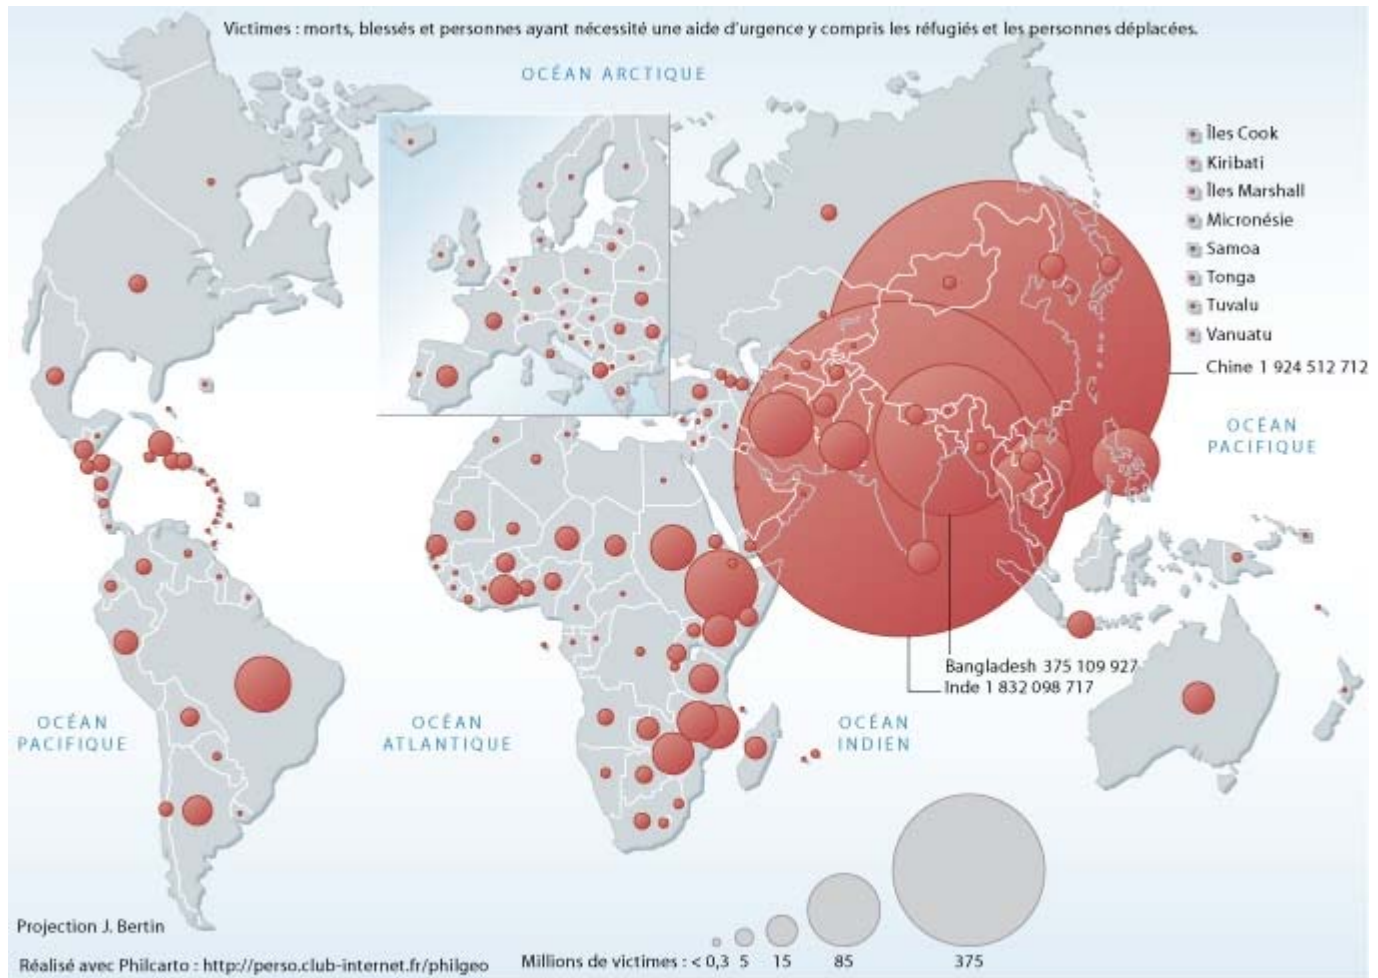 Victimes : morts, blessés et personnes ayant nécessité une aide d'urgence y compris les réfugiés et les personnes déplacées.
OCÉAN ARCTIQUE
Îles Cook
Kiribati
Îles Marshall
Micronésie
Samoa
Tonga
Tuvalu
Vanuatu
Chine 1 924 512 712
OCÉAN
PACIFIQUE
Bangladesh 375 109 927
Inde 1 832 098 717
OCÉAN
PACIFIQUE
OCÉAN
ATLANTIQUE
OCÉAN
INDIEN
Projection J. Bertin
Réalisé avec Philcarto : http://perso.club-internet.fr/philgeo
Millions de victimes : < 0,3 5 15 85 375